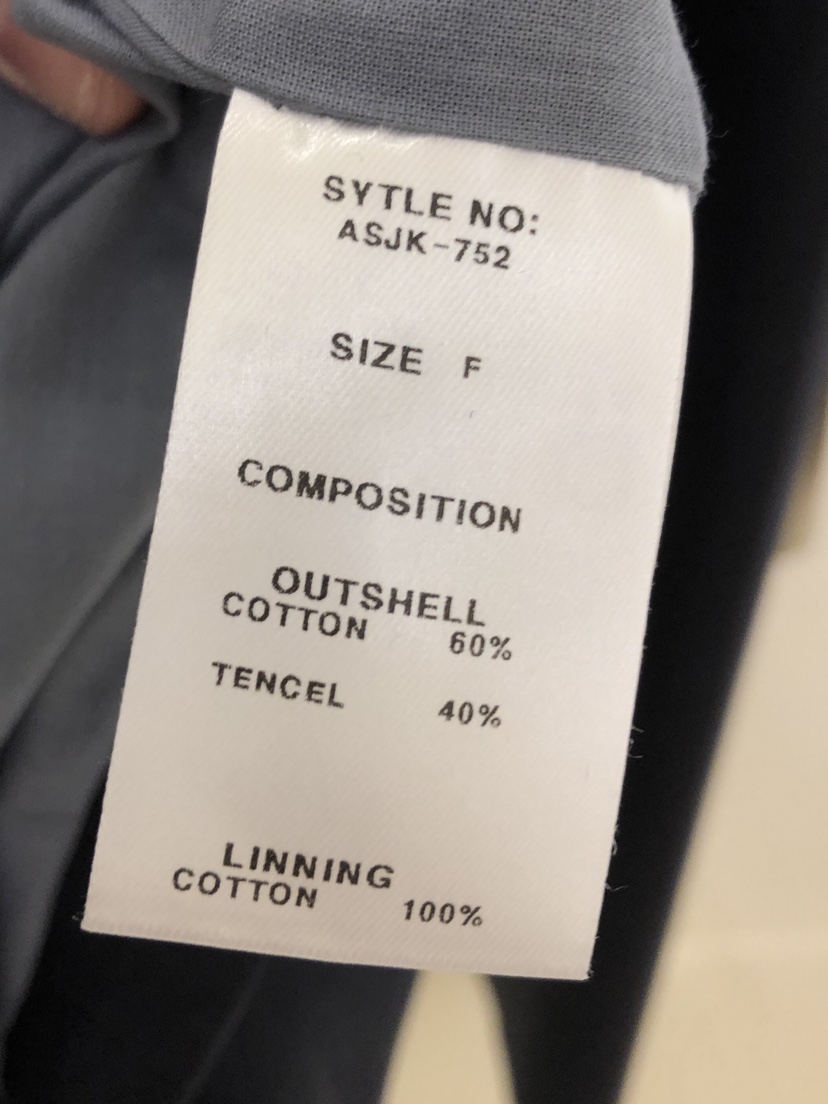 SYTLE NO:
ASJK-752
SIZE F
COMPOSITION
OUTSHELL
COTTON 60%
TENCEL 40%
LINNING
COTTON 100%